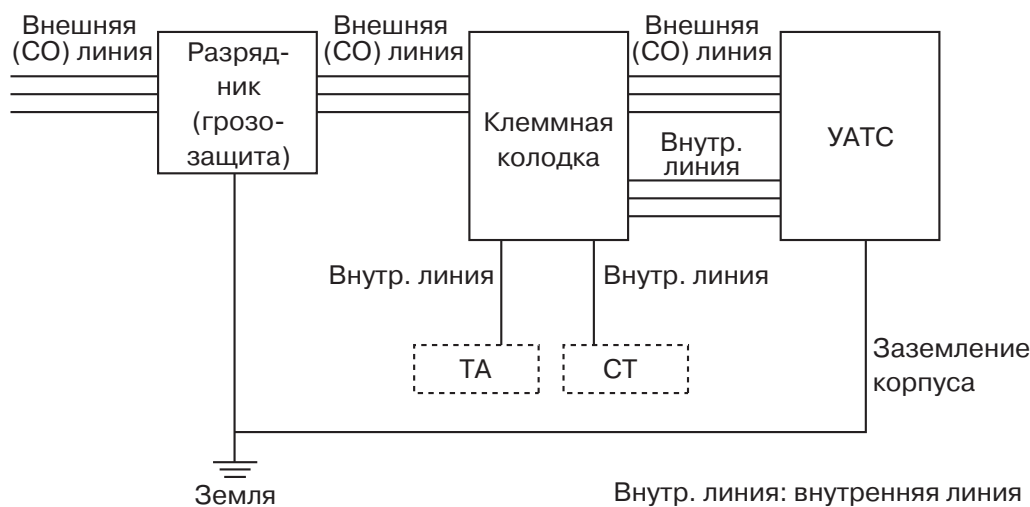 Внешняя
(CO) линия
Разряд-
ник
(грозо-
защита)
Внешняя
(CO) линия
Клеммная
колодка
Внешняя
(CO) линия
Внутр.
линия
УАТС
Внутр. линия
Внутр. линия
ТА
СТ
Заземление
корпуса
Земля
Внутр. линия: внутренняя линия